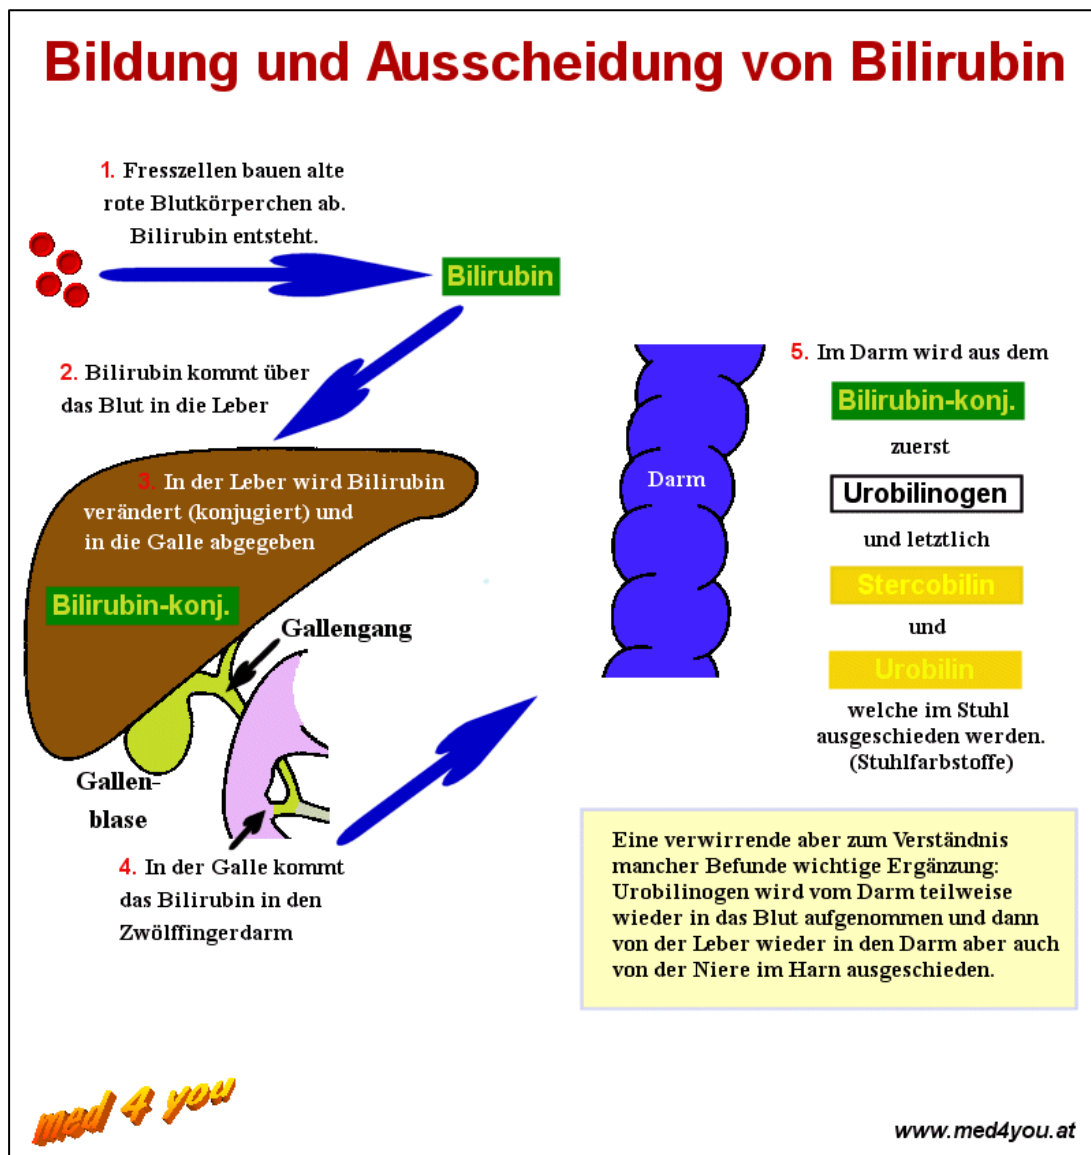 Bildung und Ausscheidung von Bilirubin
1. Fresszellen bauen alte
rote Blutkörperchen ab.
Bilirubin entsteht.
Bilirubin
2. Bilirubin kommt über
das Blut in die Leber
3. In der Leber wird Bilirubin
verändert (konjugiert) und
in die Galle abgegeben
Bilirubin-konj.
Gallengang
Gallen-
blase
4. In der Galle kommt
das Bilirubin in den
Zwölffingerdarm
Darm
5. Im Darm wird aus dem
Bilirubin-konj.
zuerst
Urobilinogen
und letztlich
Stercobilin
und
Urobilin
welche im Stuhl
ausgeschieden werden.
(Stuhlfarbstoffe)
Eine verwirrende aber zum Verständnis
mancher Befunde wichtige Ergänzung:
Urobilinogen wird vom Darm teilweise
wieder in das Blut aufgenommen und dann
von der Leber wieder in den Darm aber auch
von der Niere im Harn ausgeschieden.
med 4 you
www.med4you.at